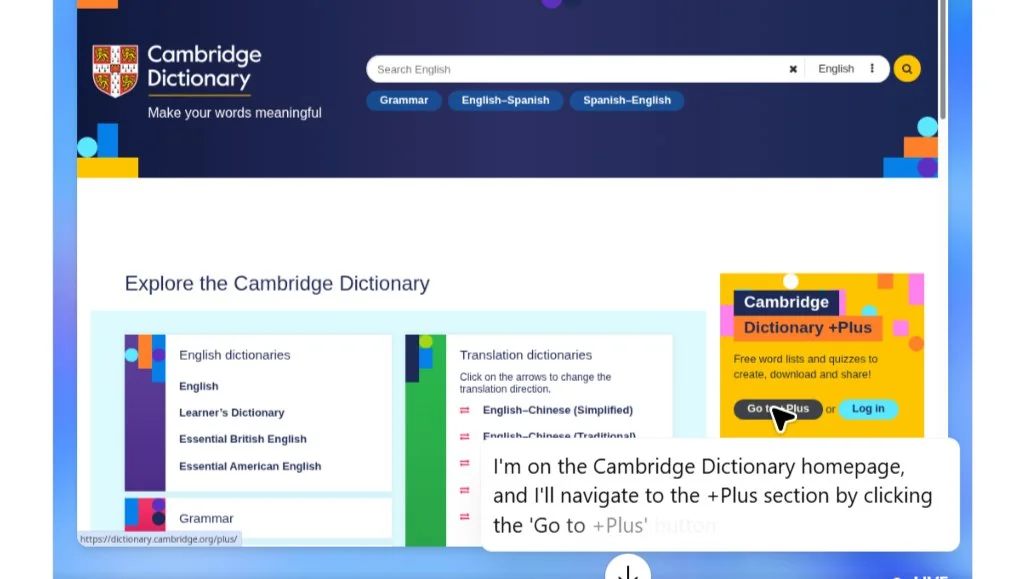 Cambridge
Dictionary
Make your words meaningful
Search English
English
Grammar
English–Spanish
Spanish–English
Explore the Cambridge Dictionary
English dictionaries
English
Learner's Dictionary
Essential British English
Essential American English
Grammar
Translation dictionaries
Click on the arrows to change the
translation direction.
English–Chinese (Simplified)
English–Chinese (Traditional)
Cambridge
Dictionary +Plus
Free word lists and quizzes to
create, download and share!
Go to +Plus or Log in
I'm on the Cambridge Dictionary homepage,
and I'll navigate to the +Plus section by clicking
the 'Go to +Plus' button
https://dictionary.cambridge.org/plus/
LIVE